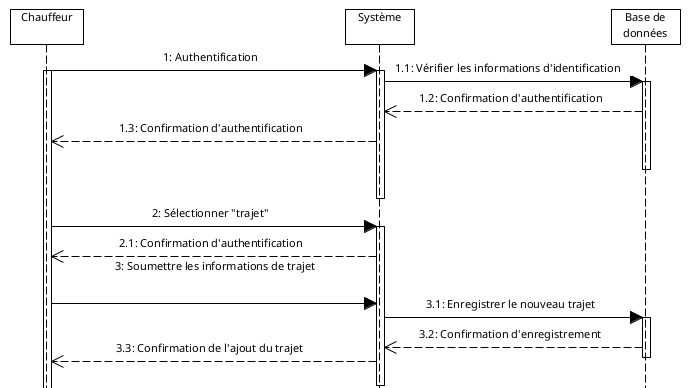 Chauffeur
Système
Base de
données
1: Authentification
1.1: Vérifier les informations d'identification
1.2: Confirmation d'authentification
1.3: Confirmation d'authentification
2: Sélectionner "trajet"
2.1: Confirmation d'authentification
3: Soumettre les informations de trajet
3.1: Enregistrer le nouveau trajet
3.2: Confirmation d'enregistrement
3.3: Confirmation de l'ajout du trajet